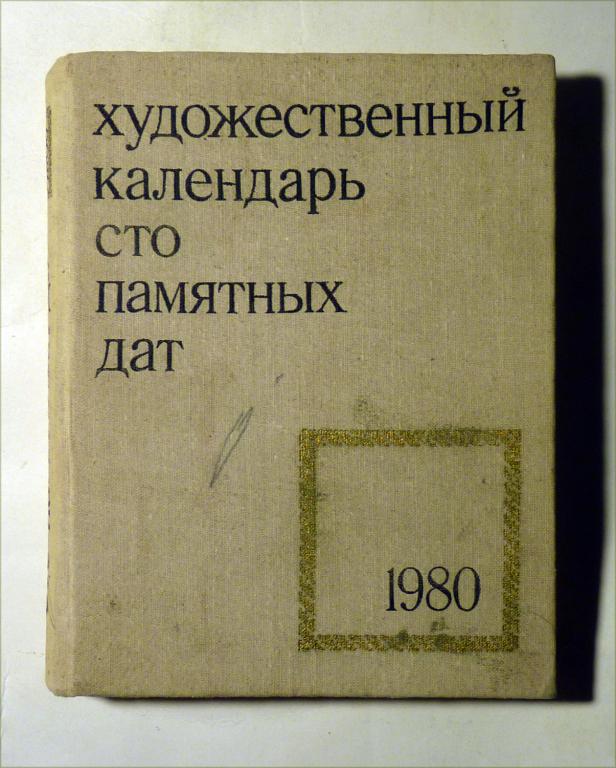 художественный
календарь
сто
памятных
дат
1980